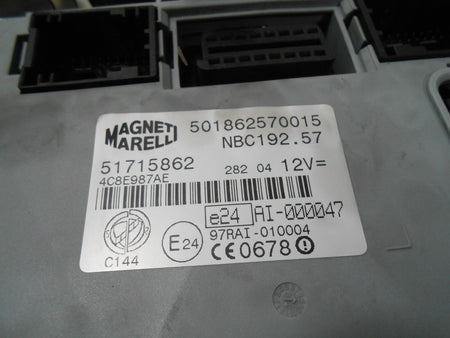 MAGNETI MARELLI 501862570015
NBC192.57
51715862 282 04 12V=
4C8E987AE
e24 AI-000047
E24 97RAI-010004
C144 CE0678